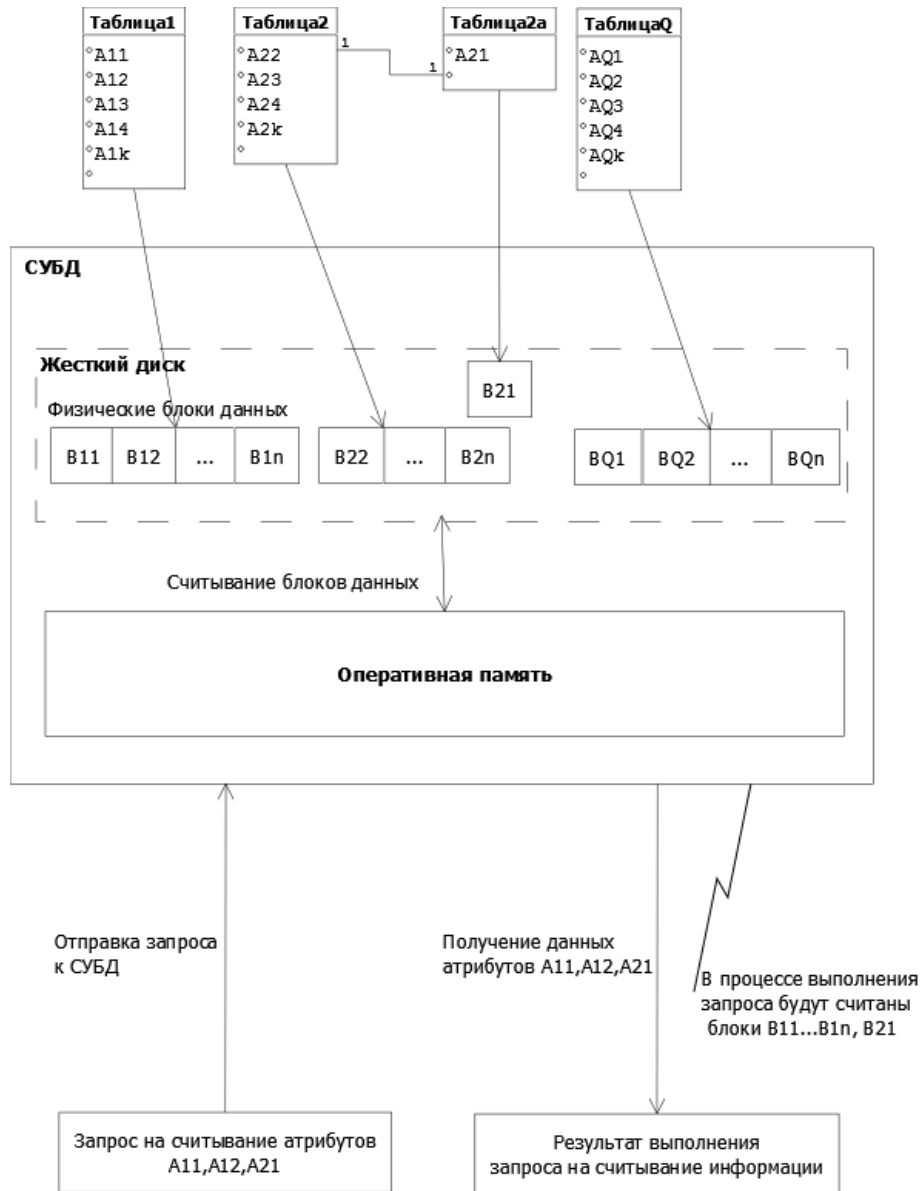 Таблица1
A11
A12
A13
A14
A1k
Таблица2
A22
A23
A24
A2k
1
1
Таблица2а
A21
ТаблицаQ
AQ1
AQ2
AQ3
AQ4
AQk
СУБД
Жесткий диск
Физические блоки данных
B11 B12 ... B1n
B22 ... B2n
B21
BQ1 BQ2 ... BQn
Считывание блоков данных
Оперативная память
Отправка запроса
к СУБД
Получение данных
атрибутов A11,A12,A21
В процессе выполнения
запроса будут считаны
блоки B11...B1n, B21
Запрос на считывание атрибутов
A11,A12,A21
Результат выполнения
запроса на считывание информации